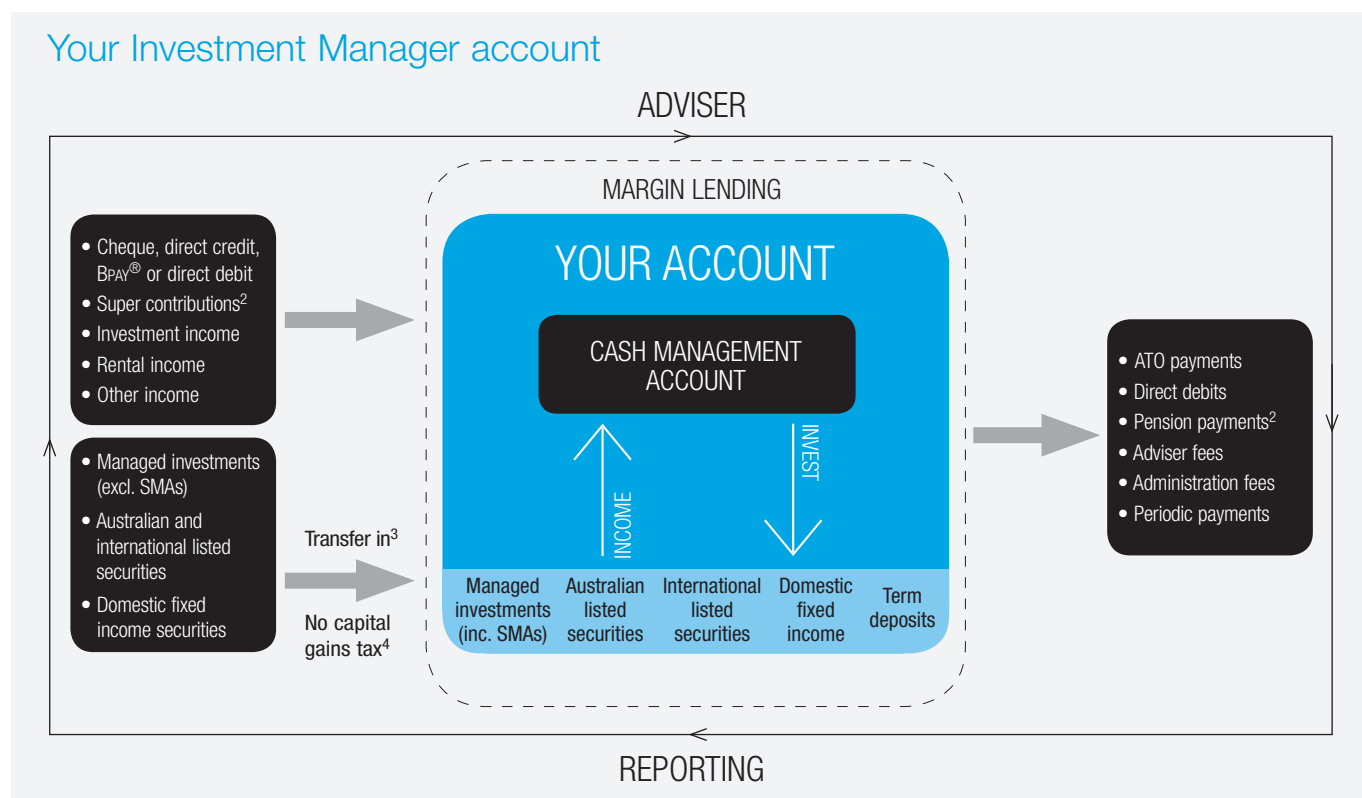 Your Investment Manager account
ADVISER
MARGIN LENDING
• Cheque, direct credit,
BPAY® or direct debit
• Super contributions²
• Investment income
• Rental income
• Other income
• Managed investments
(excl. SMAs)
• Australian and
international listed
securities
• Domestic fixed
income securities
Transfer in³
No capital
gains tax⁴
YOUR ACCOUNT
CASH MANAGEMENT
ACCOUNT
INCOME
INVEST
Managed
investments
(inc. SMAs)
Australian
listed
securities
International
listed
securities
Domestic
fixed
income
Term
deposits
• ATO payments
• Direct debits
• Pension payments²
• Adviser fees
• Administration fees
• Periodic payments
REPORTING